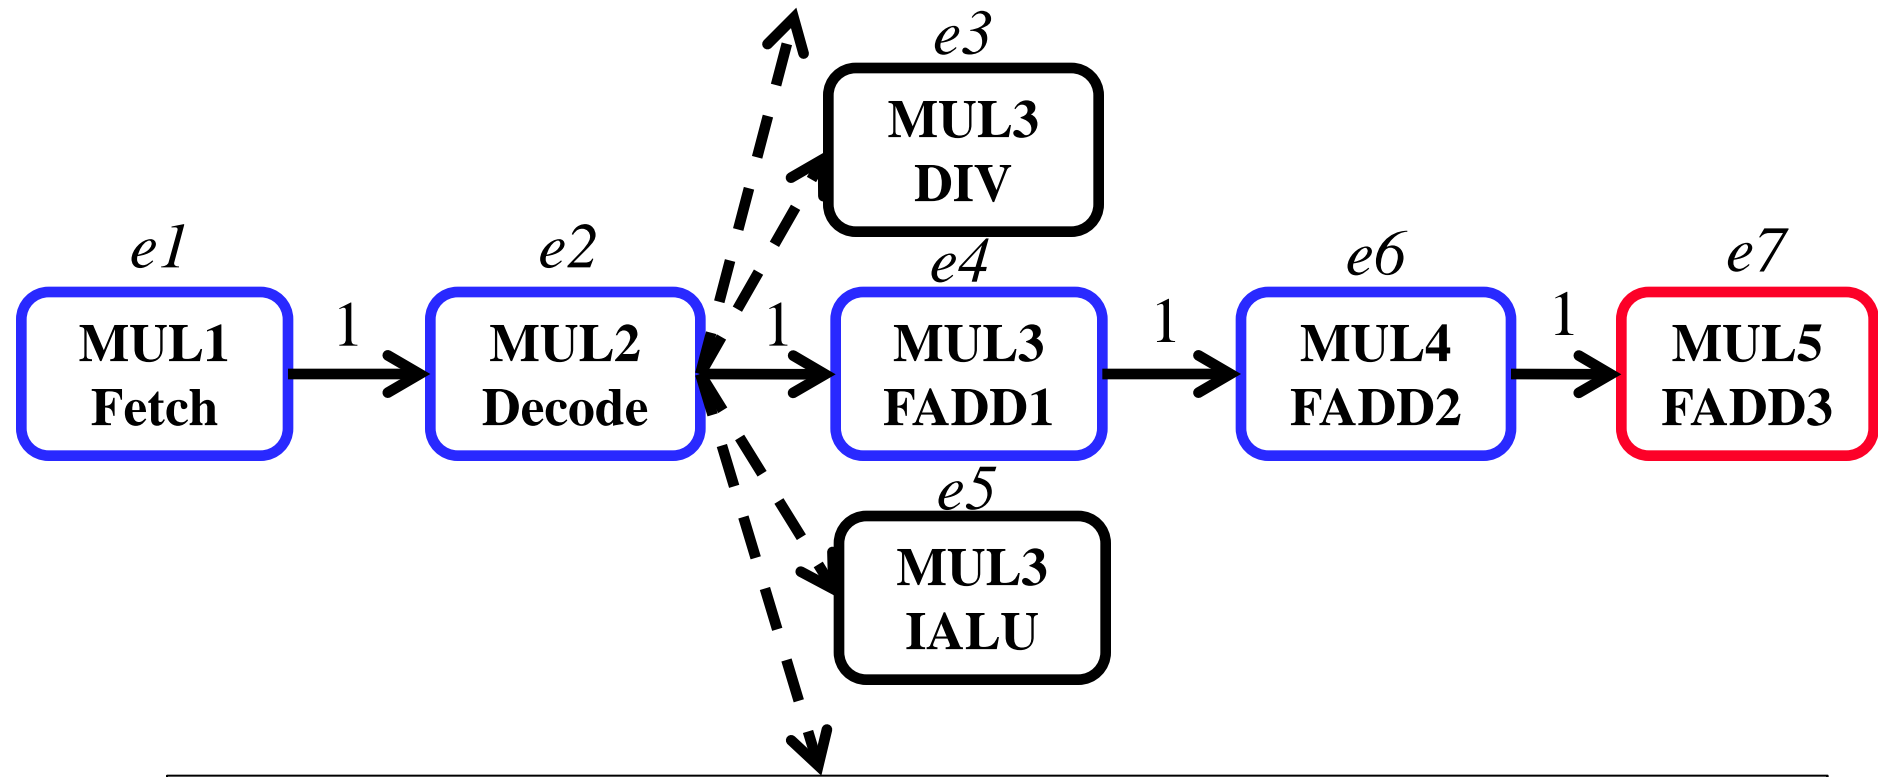 e3
MUL3
DIV
e1
e2
e4
e6
e7
1
1
1
1
MUL1
Fetch
MUL2
Decode
MUL3
FADD1
MUL4
FADD2
MUL5
FADD3
e5
MUL3
IALU